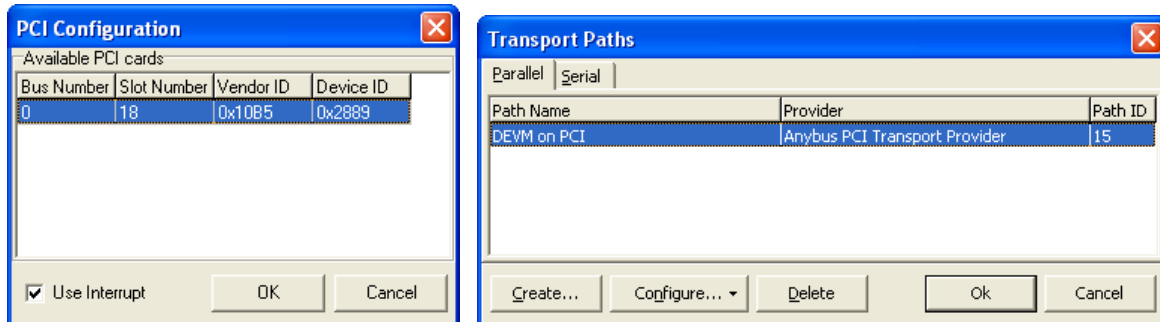 PCI Configuration
Available PCI cards
Bus Number Slot Number Vendor ID Device ID
0 18 0x10B5 0x2889
Use Interrupt OK Cancel
Transport Paths
Parallel Serial
Path Name Provider Path ID
DEVM on PCI Anybus PCI Transport Provider 15
Create... Configure... Delete Ok Cancel